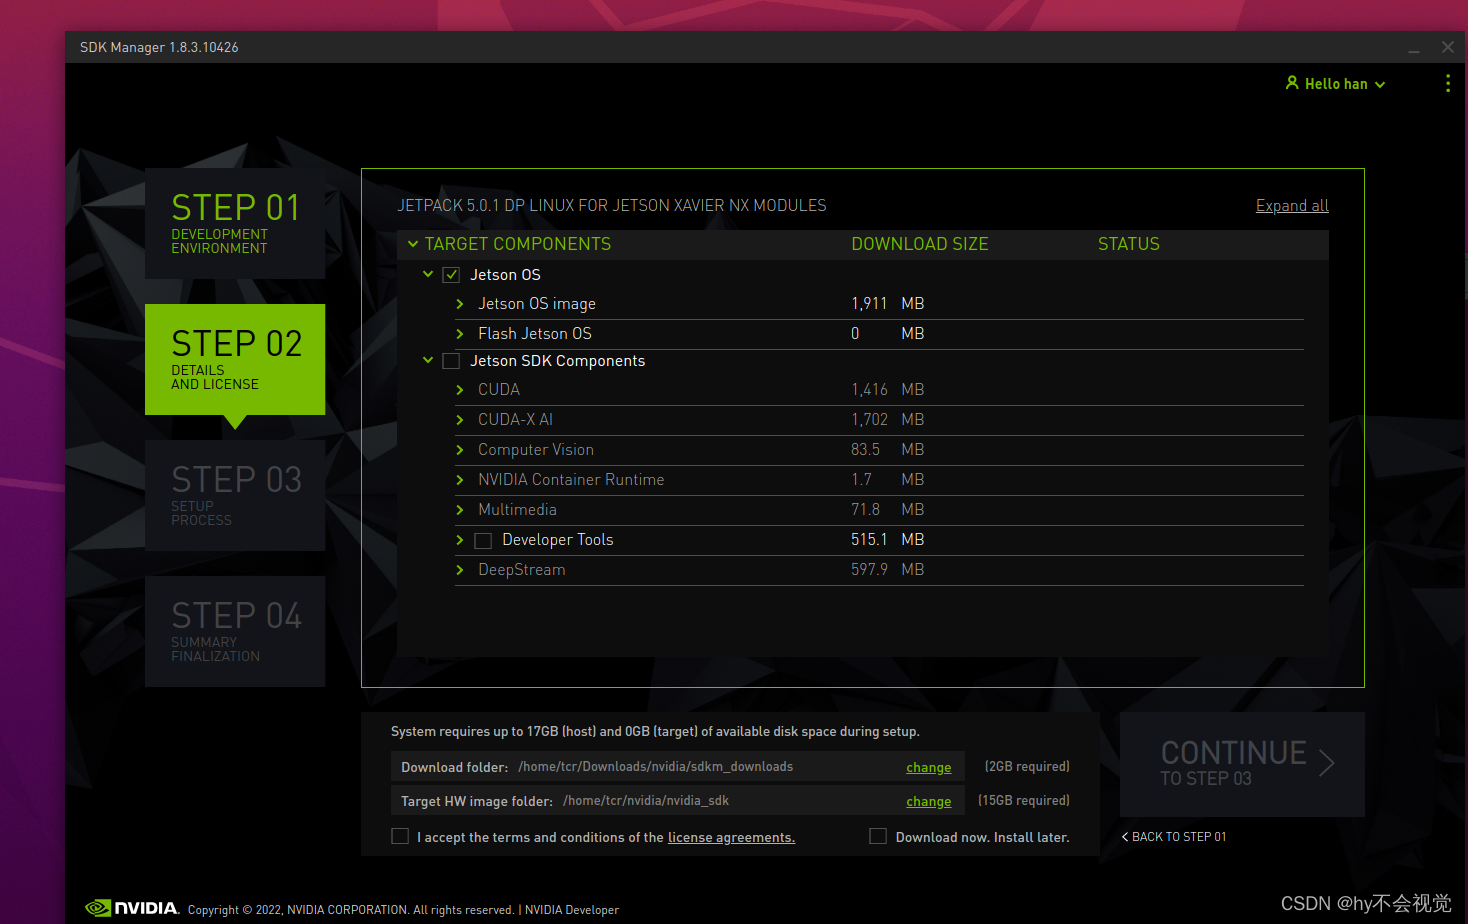 SDK Manager 1.8.3.10426
Hello han
STEP 01
DEVELOPMENT
ENVIRONMENT
STEP 02
DETAILS
AND LICENSE
STEP 03
SETUP
PROCESS
STEP 04
SUMMARY
FINALIZATION
JETPACK 5.0.1 DP LINUX FOR JETSON XAVIER NX MODULES Expand all
TARGET COMPONENTS DOWNLOAD SIZE STATUS
Jetson OS
Jetson OS image 1,911 MB
Flash Jetson OS 0 MB
Jetson SDK Components
CUDA 1,416 MB
CUDA-X AI 1,702 MB
Computer Vision 83.5 MB
NVIDIA Container Runtime 1.7 MB
Multimedia 71.8 MB
Developer Tools 515.1 MB
DeepStream 597.9 MB
System requires up to 17GB (host) and 0GB (target) of available disk space during setup.
Download folder: /home/tcr/Downloads/nvidia/sdkm_downloads change (2GB required)
Target HW image folder: /home/tcr/nvidia/nvidia_sdk change (15GB required)
I accept the terms and conditions of the license agreements. Download now. Install later.
CONTINUE
TO STEP 03
BACK TO STEP 01
NVIDIA. Copyright © 2022, NVIDIA CORPORATION. All rights reserved. | NVIDIA Developer
CSDN @hy不会视觉